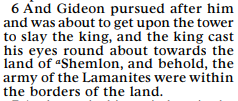 6 And Gideon pursued after him
and was about to get upon the tower
to slay the king, and the king cast
his eyes round about towards the
land of ᵃShemlon, and behold, the
army of the Lamanites were within
the borders of the land.